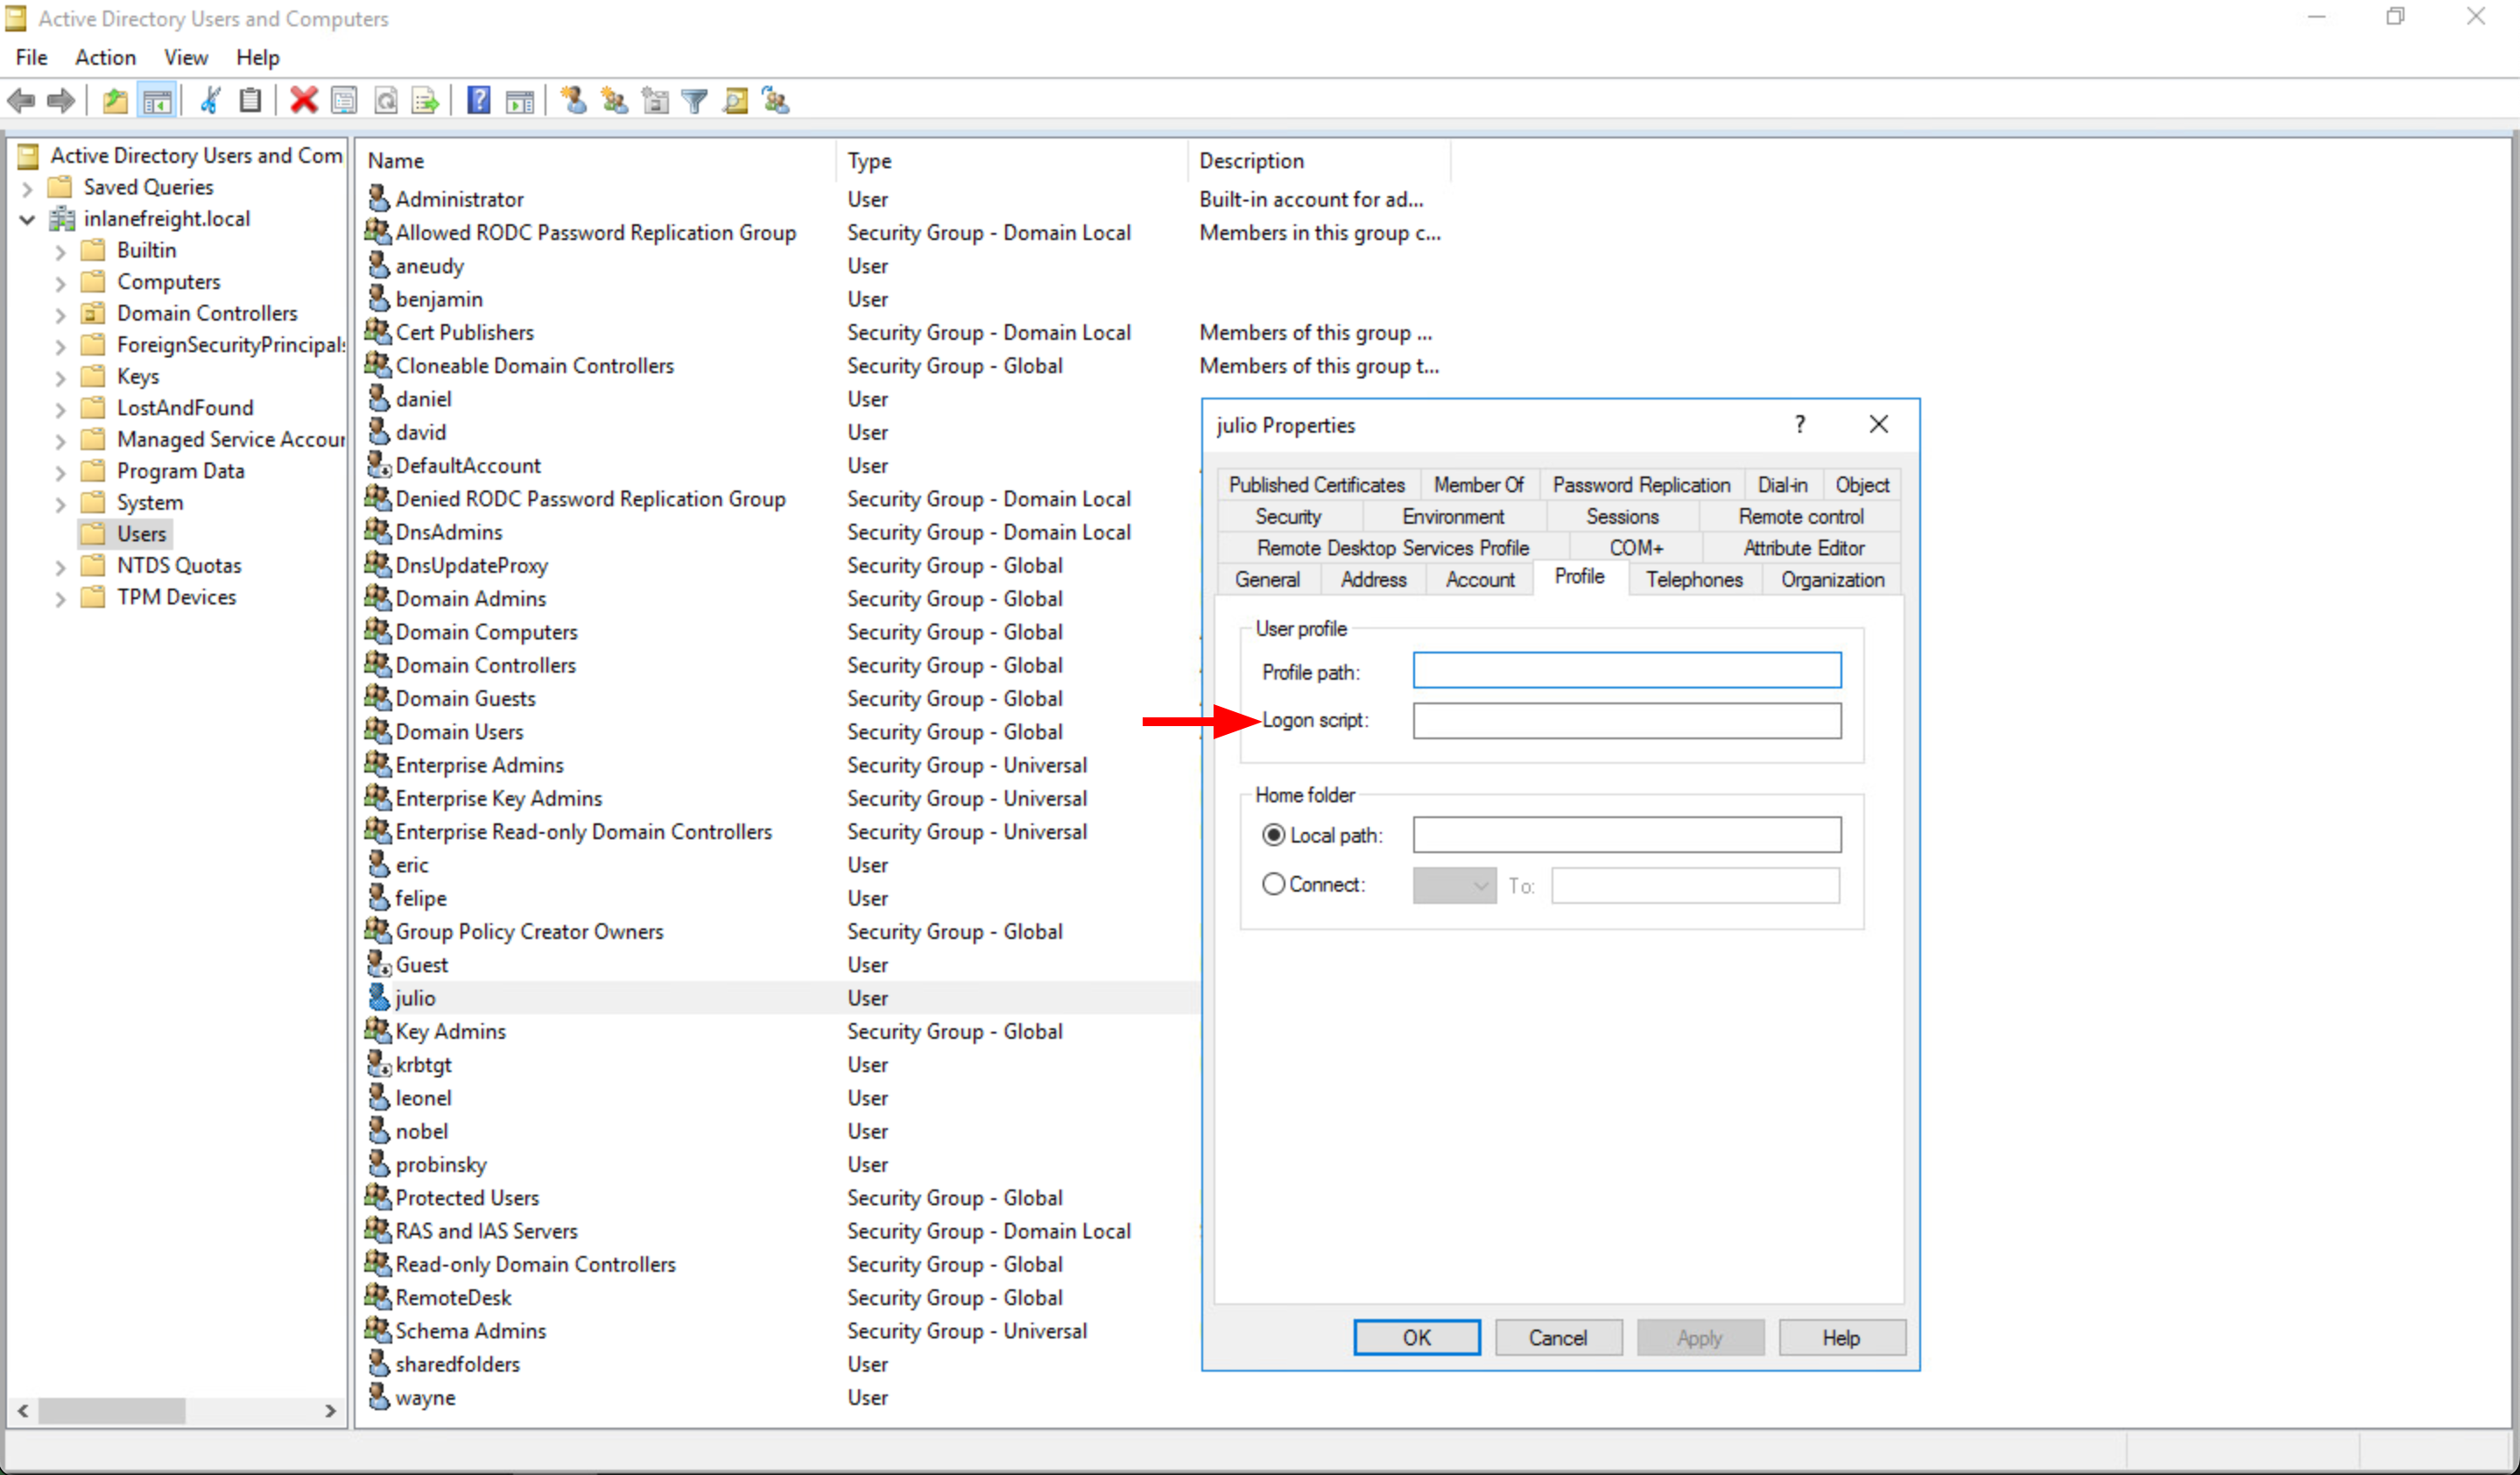 Active Directory Users and Computers
File Action View Help
Active Directory Users and Com
Saved Queries
inlanefreight.local
Builtin
Computers
Domain Controllers
ForeignSecurityPrincipals
Keys
LostAndFound
Managed Service Accour
Program Data
System
Users
NTDS Quotas
TPM Devices
Name Type Description
Administrator User Built-in account for ad...
Allowed RODC Password Replication Group Security Group - Domain Local Members in this group c...
aneudy User
benjamin User
Cert Publishers Security Group - Domain Local Members of this group ...
Cloneable Domain Controllers Security Group - Global Members of this group t...
daniel User
david User
DefaultAccount User
Denied RODC Password Replication Group Security Group - Domain Local
DnsAdmins Security Group - Domain Local
DnsUpdateProxy Security Group - Global
Domain Admins Security Group - Global
Domain Computers Security Group - Global
Domain Controllers Security Group - Global
Domain Guests Security Group - Global
Domain Users Security Group - Global
Enterprise Admins Security Group - Universal
Enterprise Key Admins Security Group - Universal
Enterprise Read-only Domain Controllers Security Group - Universal
eric User
felipe User
Group Policy Creator Owners Security Group - Global
Guest User
julio User
Key Admins Security Group - Global
krbtgt User
leonel User
nobel User
probinsky User
Protected Users Security Group - Global
RAS and IAS Servers Security Group - Domain Local
Read-only Domain Controllers Security Group - Global
RemoteDesk Security Group - Global
Schema Admins Security Group - Universal
sharedfolders User
wayne User
julio Properties ?
Published Certificates Member Of Password Replication Dial-in Object
Security Environment Sessions Remote control
Remote Desktop Services Profile COM+ Attribute Editor
General Address Account Profile Telephones Organization
User profile
Profile path:
Logon script:
Home folder
Local path:
Connect: To:
OK Cancel Apply Help